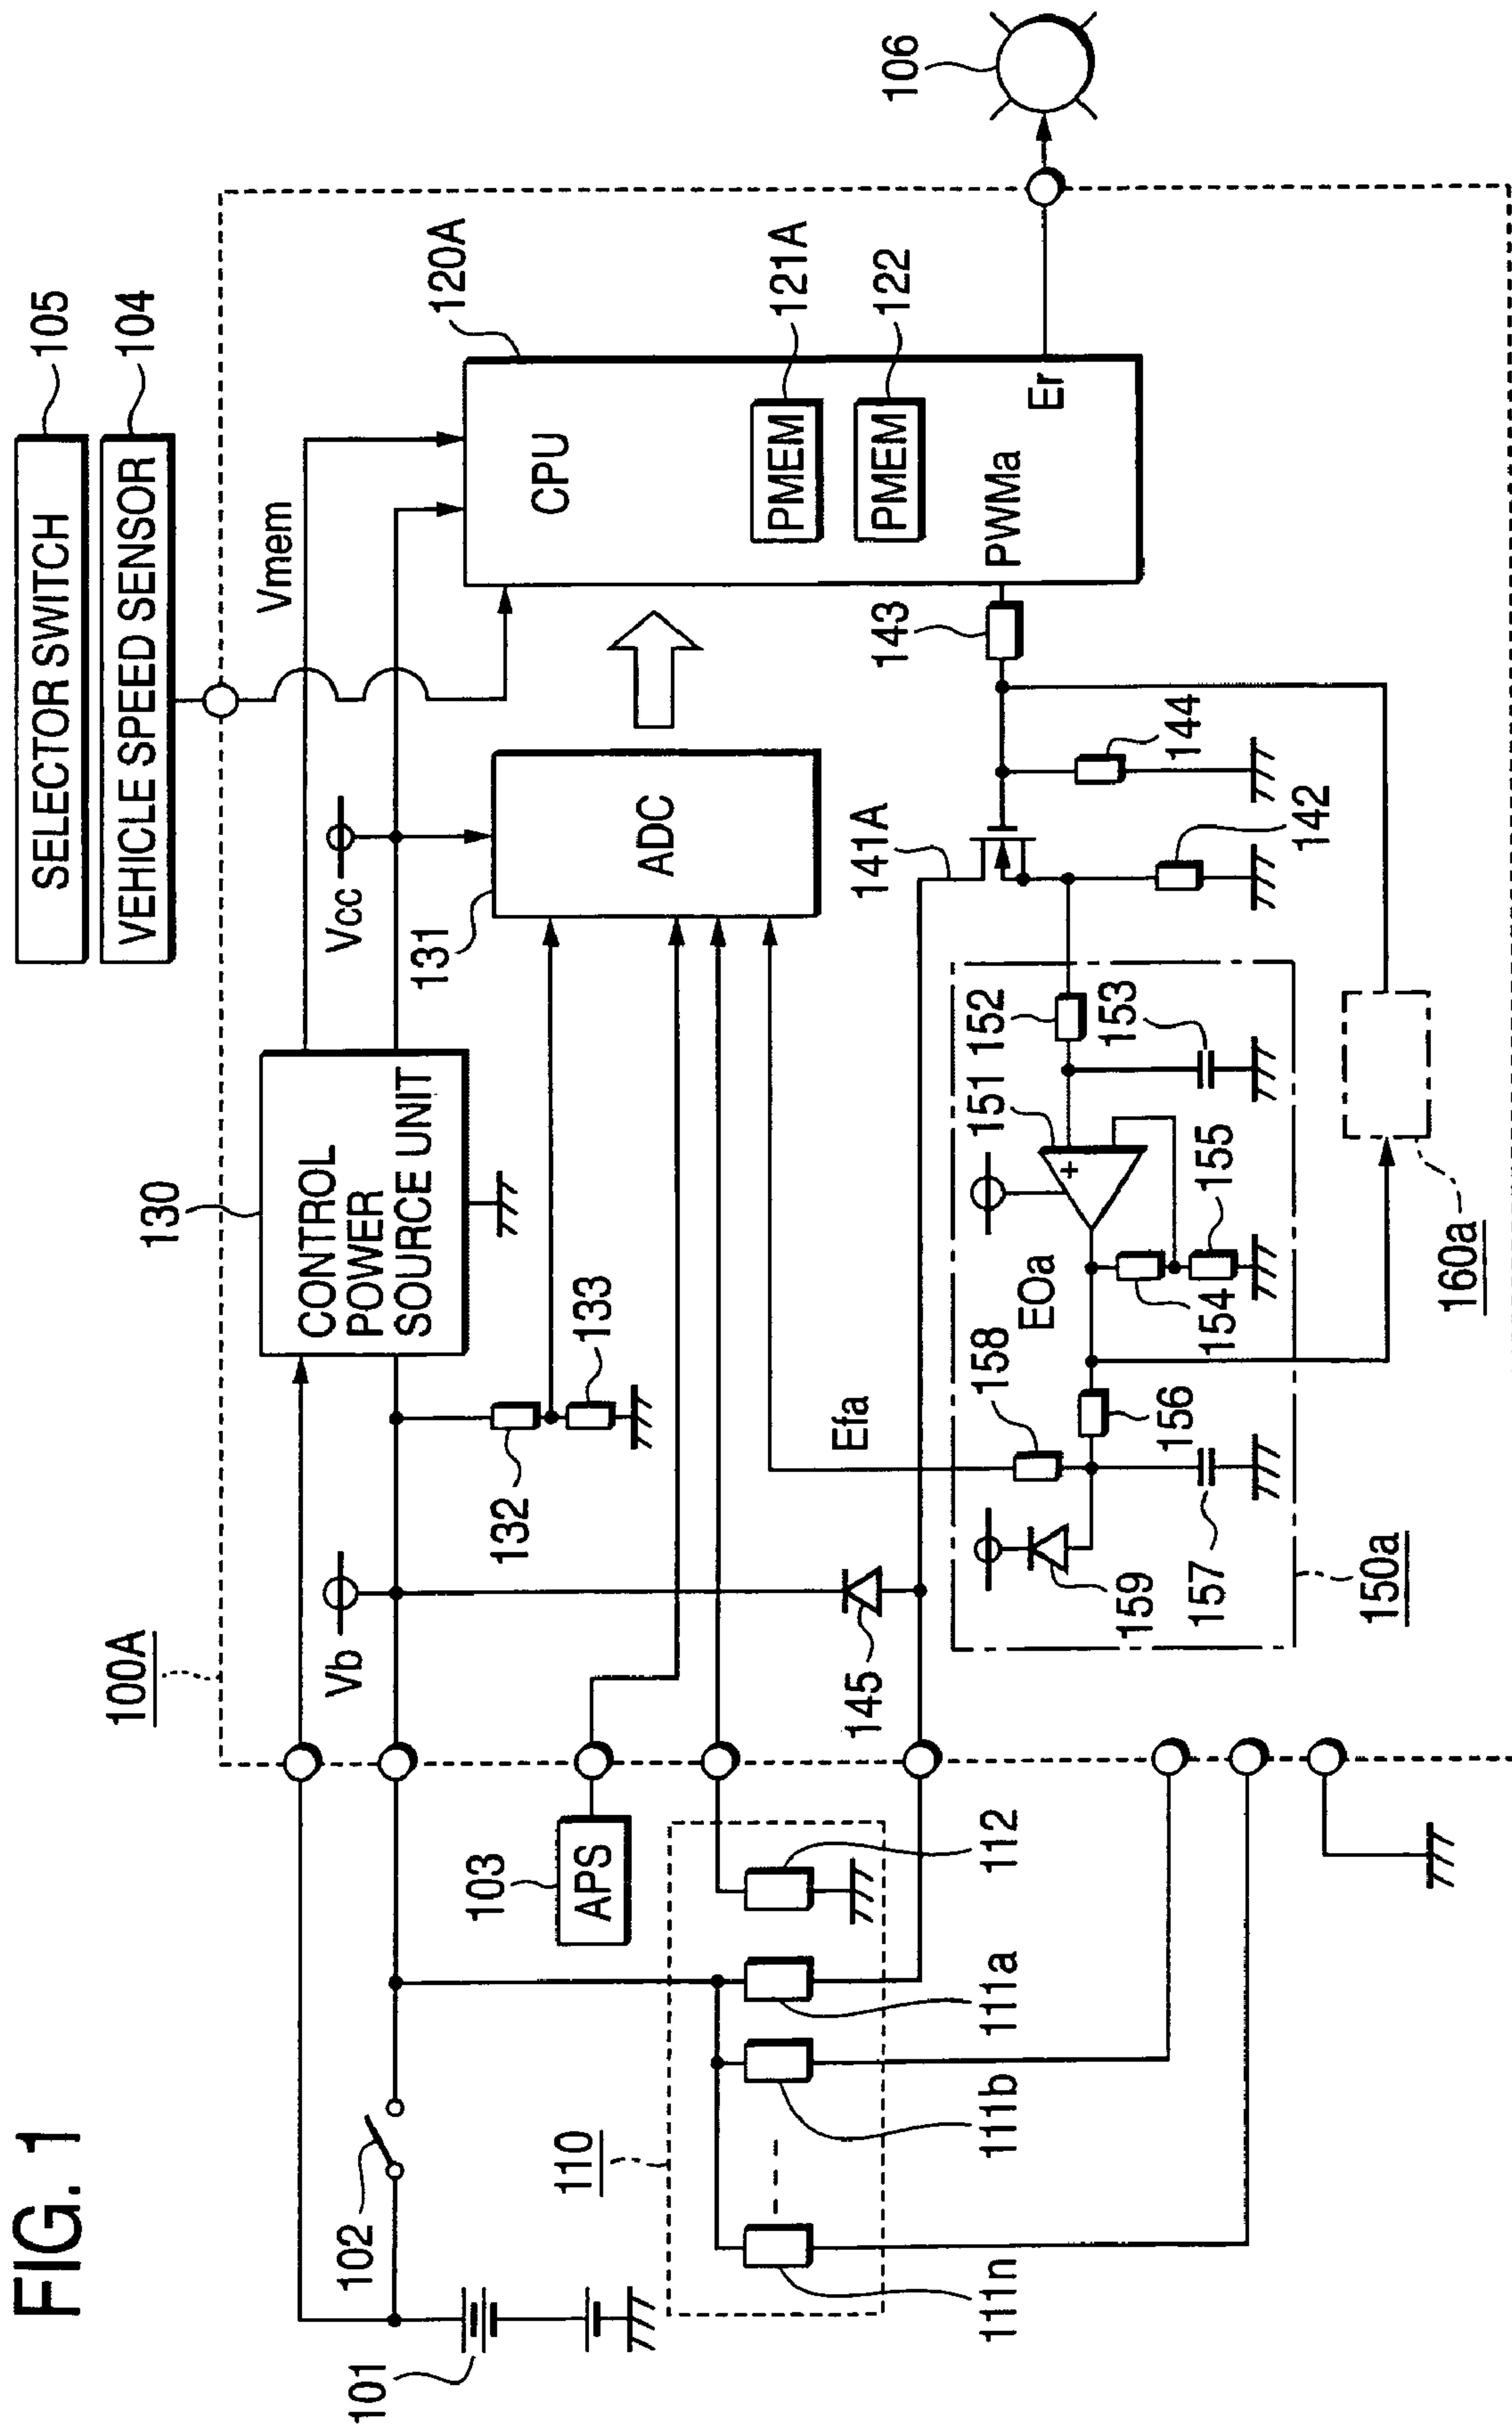 FIG. 1
SELECTOR SWITCH
105
VEHICLE SPEED SENSOR
104
100A
130
CONTROL
POWER
SOURCE UNIT
Vmem
Vcc
Vb
102
101
132
133
131
ADC
120A
CPU
PMEM
121A
PMEM
122
PWMa
Er
106
103
APS
110
112
111a
111b
111n
145
Efa
141A
143
144
142
158
EOa
151
152
153
+
159
157
156
154
155
150a
160a